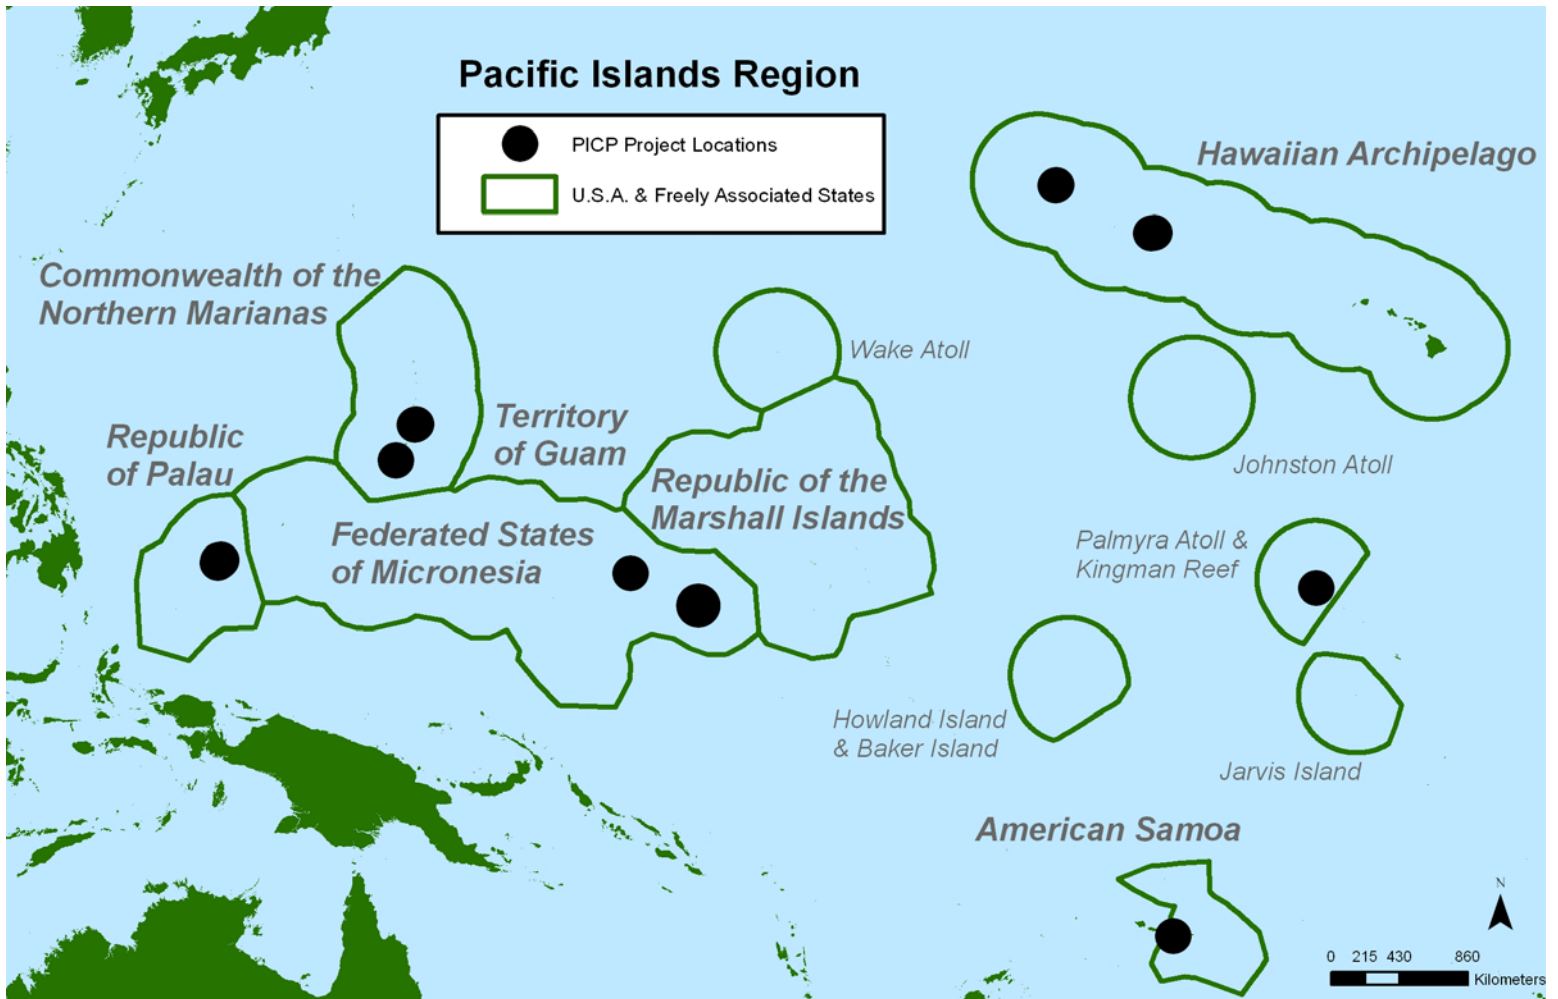 Pacific Islands Region
PICP Project Locations
U.S.A. & Freely Associated States
Hawaiian Archipelago
Commonwealth of the
Northern Marianas
Wake Atoll
Republic
of Palau
Territory
of Guam
Johnston Atoll
Republic of the
Marshall Islands
Federated States
of Micronesia
Palmyra Atoll &
Kingman Reef
Howland Island
& Baker Island
Jarvis Island
American Samoa
N
0 215 430 860
Kilometers